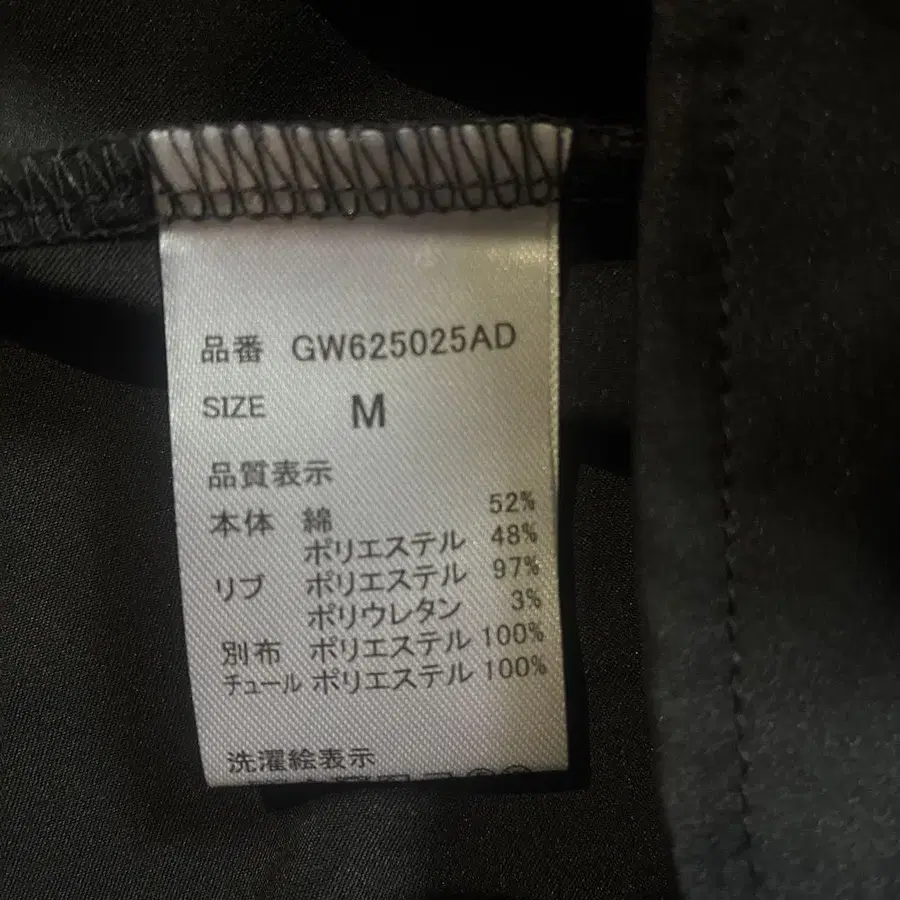 品番 GW625025AD
SIZE M
品質表示
本体 綿 52%
ポリエステル 48%
リブ ポリエステル 97%
ポリウレタン 3%
別布 ポリエステル 100%
チュール ポリエステル 100%
洗濯絵表示